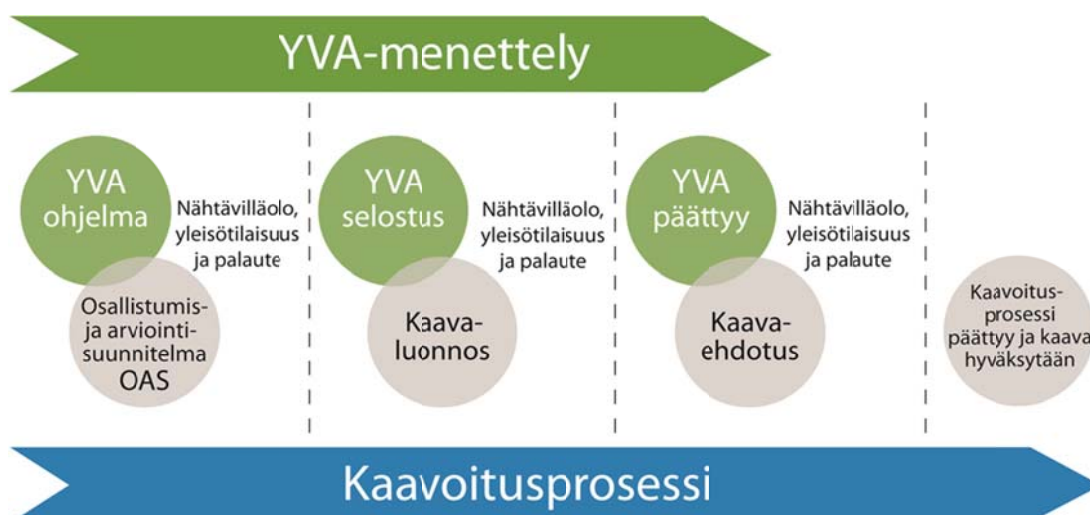 YVA-menettely
YVA
ohjelma
Nähtävilläolo,
yleisötilaisuus
ja palaute
Osallistumis-
ja arviointi-
suunnitelma
OAS
YVA
selostus
Nähtävilläolo,
yleisötilaisuus
ja palaute
Kaava-
luonnos
YVA
päättyy
Nähtävilläolo,
yleisötilaisuus
ja palaute
Kaava-
ehdotus
Kaavoitus-
prosessi
päättyy ja kaava
hyväksytään
Kaavoitusprosessi